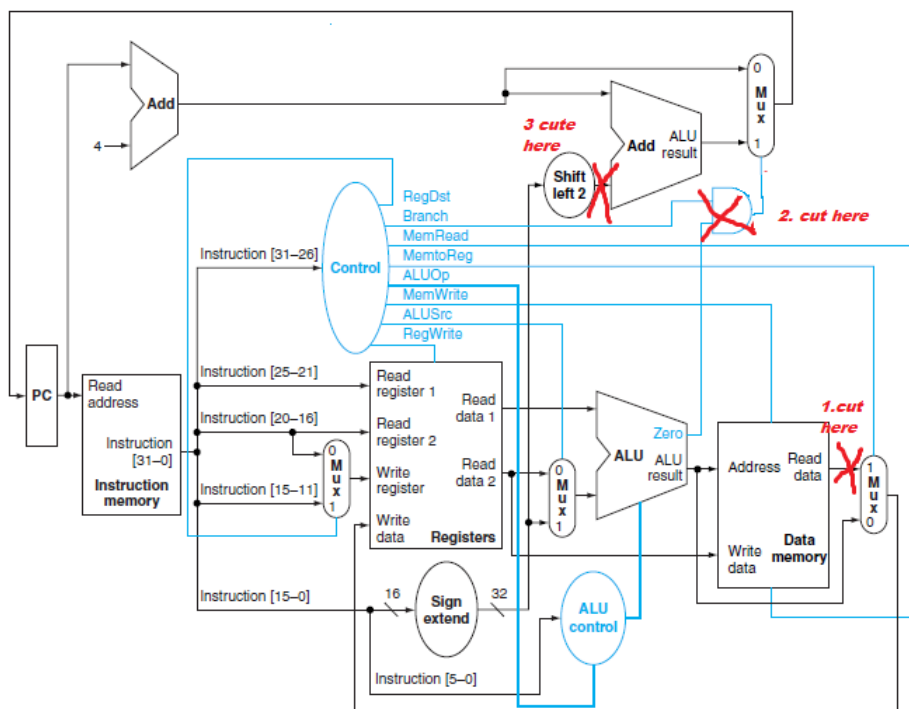 Add
4
3 cute
here
Shift
left 2
Add
ALU
result
0
M
u
x
1
2. cut here
RegDst
Branch
MemRead
MemtoReg
ALUOp
MemWrite
ALUSrc
RegWrite
Control
Instruction [31–26]
Instruction [25–21]
Instruction [20–16]
Instruction [15–11]
Instruction [15–0]
Instruction [5–0]
PC
Read
address
Instruction
[31–0]
Instruction
memory
0
M
u
x
1
Read
register 1
Read
register 2
Write
register
Write
data
Read
data 1
Read
data 2
Registers
16
Sign
extend
32
0
M
u
x
1
Zero
ALU
ALU
result
ALU
control
1.cut
here
Address
Read
data
Write
data
Data
memory
1
M
u
x
0